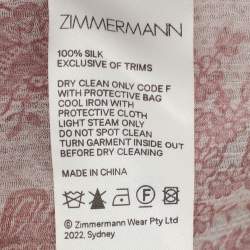 ZIMMERMANN
100% SILK
EXCLUSIVE OF TRIMS
DRY CLEAN ONLY CODE F
WITH PROTECTIVE BAG
COOL IRON WITH
PROTECTIVE CLOTH
LIGHT STEAM ONLY
DO NOT SPOT CLEAN
TURN GARMENT INSIDE OUT
BEFORE DRY CLEANING
MADE IN CHINA
F
© Zimmermann Wear Pty Ltd
2022, Sydney